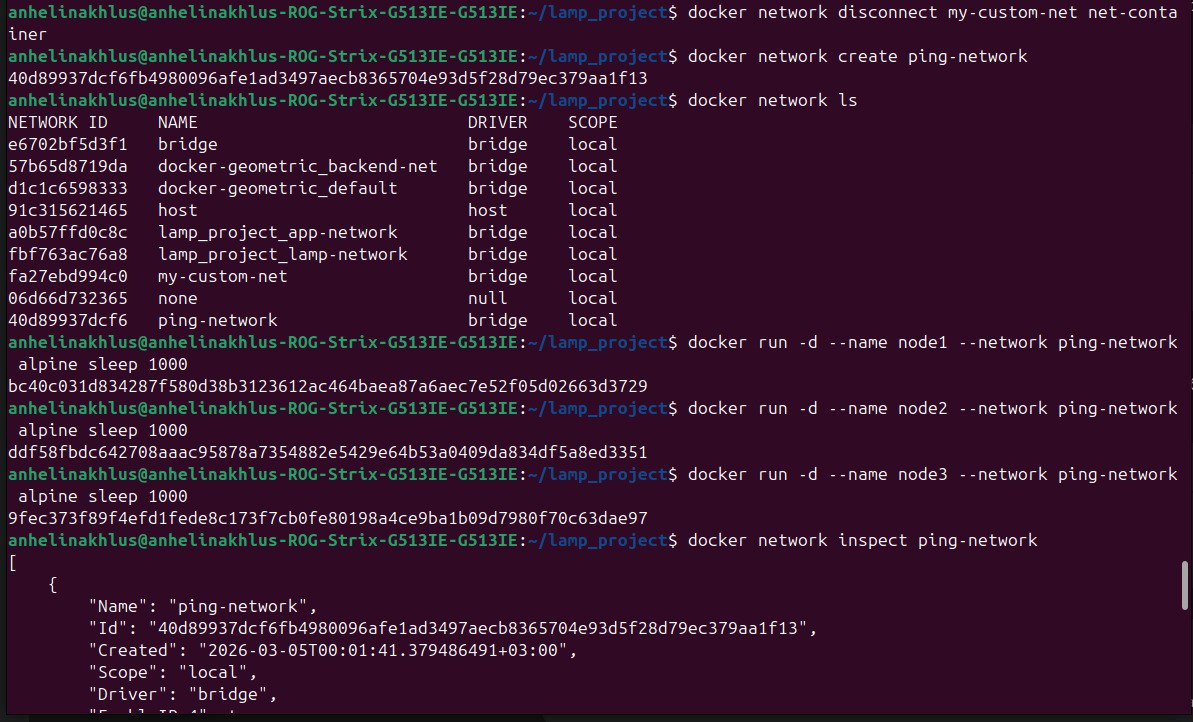 anhelinakhlus@anhelinakhlus-ROG-Strix-G513IE-G513IE:~/lamp_project$ docker network disconnect my-custom-net net-conta
iner
anhelinakhlus@anhelinakhlus-ROG-Strix-G513IE-G513IE:~/lamp_project$ docker network create ping-network
40d89937dcf6fb4980096afe1ad3497aecb8365704e93d5f28d79ec379aa1f13
anhelinakhlus@anhelinakhlus-ROG-Strix-G513IE-G513IE:~/lamp_project$ docker network ls
NETWORK ID     NAME                           DRIVER    SCOPE
e6702bf5d3f1   bridge                         bridge    local
57b65d8719da   docker-geometric_backend-net   bridge    local
d1c1c6598333   docker-geometric_default       bridge    local
91c315621465   host                           host      local
a0b57ffd0c8c   lamp_project_app-network       bridge    local
fbf763ac76a8   lamp_project_lamp-network      bridge    local
fa27ebd994c0   my-custom-net                  bridge    local
06d66d732365   none                           null      local
40d89937dcf6   ping-network                   bridge    local
anhelinakhlus@anhelinakhlus-ROG-Strix-G513IE-G513IE:~/lamp_project$ docker run -d --name node1 --network ping-network
 alpine sleep 1000
bc40c031d834287f580d38b3123612ac464baea87a6aec7e52f05d02663d3729
anhelinakhlus@anhelinakhlus-ROG-Strix-G513IE-G513IE:~/lamp_project$ docker run -d --name node2 --network ping-network
 alpine sleep 1000
ddf58fbdc642708aaac95878a7354882e5429e64b53a0409da834df5a8ed3351
anhelinakhlus@anhelinakhlus-ROG-Strix-G513IE-G513IE:~/lamp_project$ docker run -d --name node3 --network ping-network
 alpine sleep 1000
9fec373f89f4efd1fede8c173f7cb0fe80198a4ce9ba1b09d7980f70c63dae97
anhelinakhlus@anhelinakhlus-ROG-Strix-G513IE-G513IE:~/lamp_project$ docker network inspect ping-network
[
    {
        "Name": "ping-network",
        "Id": "40d89937dcf6fb4980096afe1ad3497aecb8365704e93d5f28d79ec379aa1f13",
        "Created": "2026-03-05T00:01:41.379486491+03:00",
        "Scope": "local",
        "Driver": "bridge",